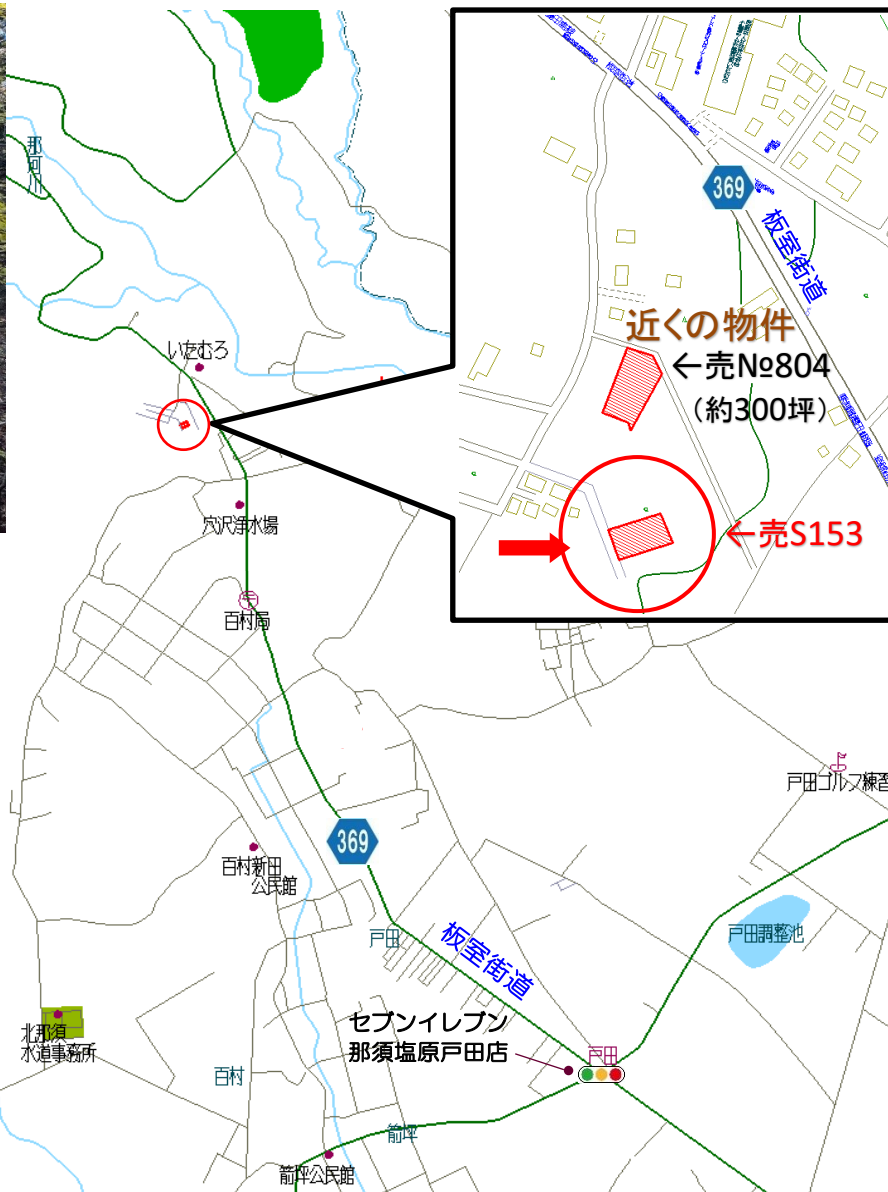 那珂川
いたむろ
穴沢浄水場
百村局
369
百村新田
公民館
戸田
板室街道
戸田ゴルフ練習
戸田調整池
セブンイレブン
那須塩原戸田店
戸田
北那須
水道事務所
百村
箭坪
箭坪公民館
369
板室街道
近くの物件
←売№804
（約300坪）
←売S153